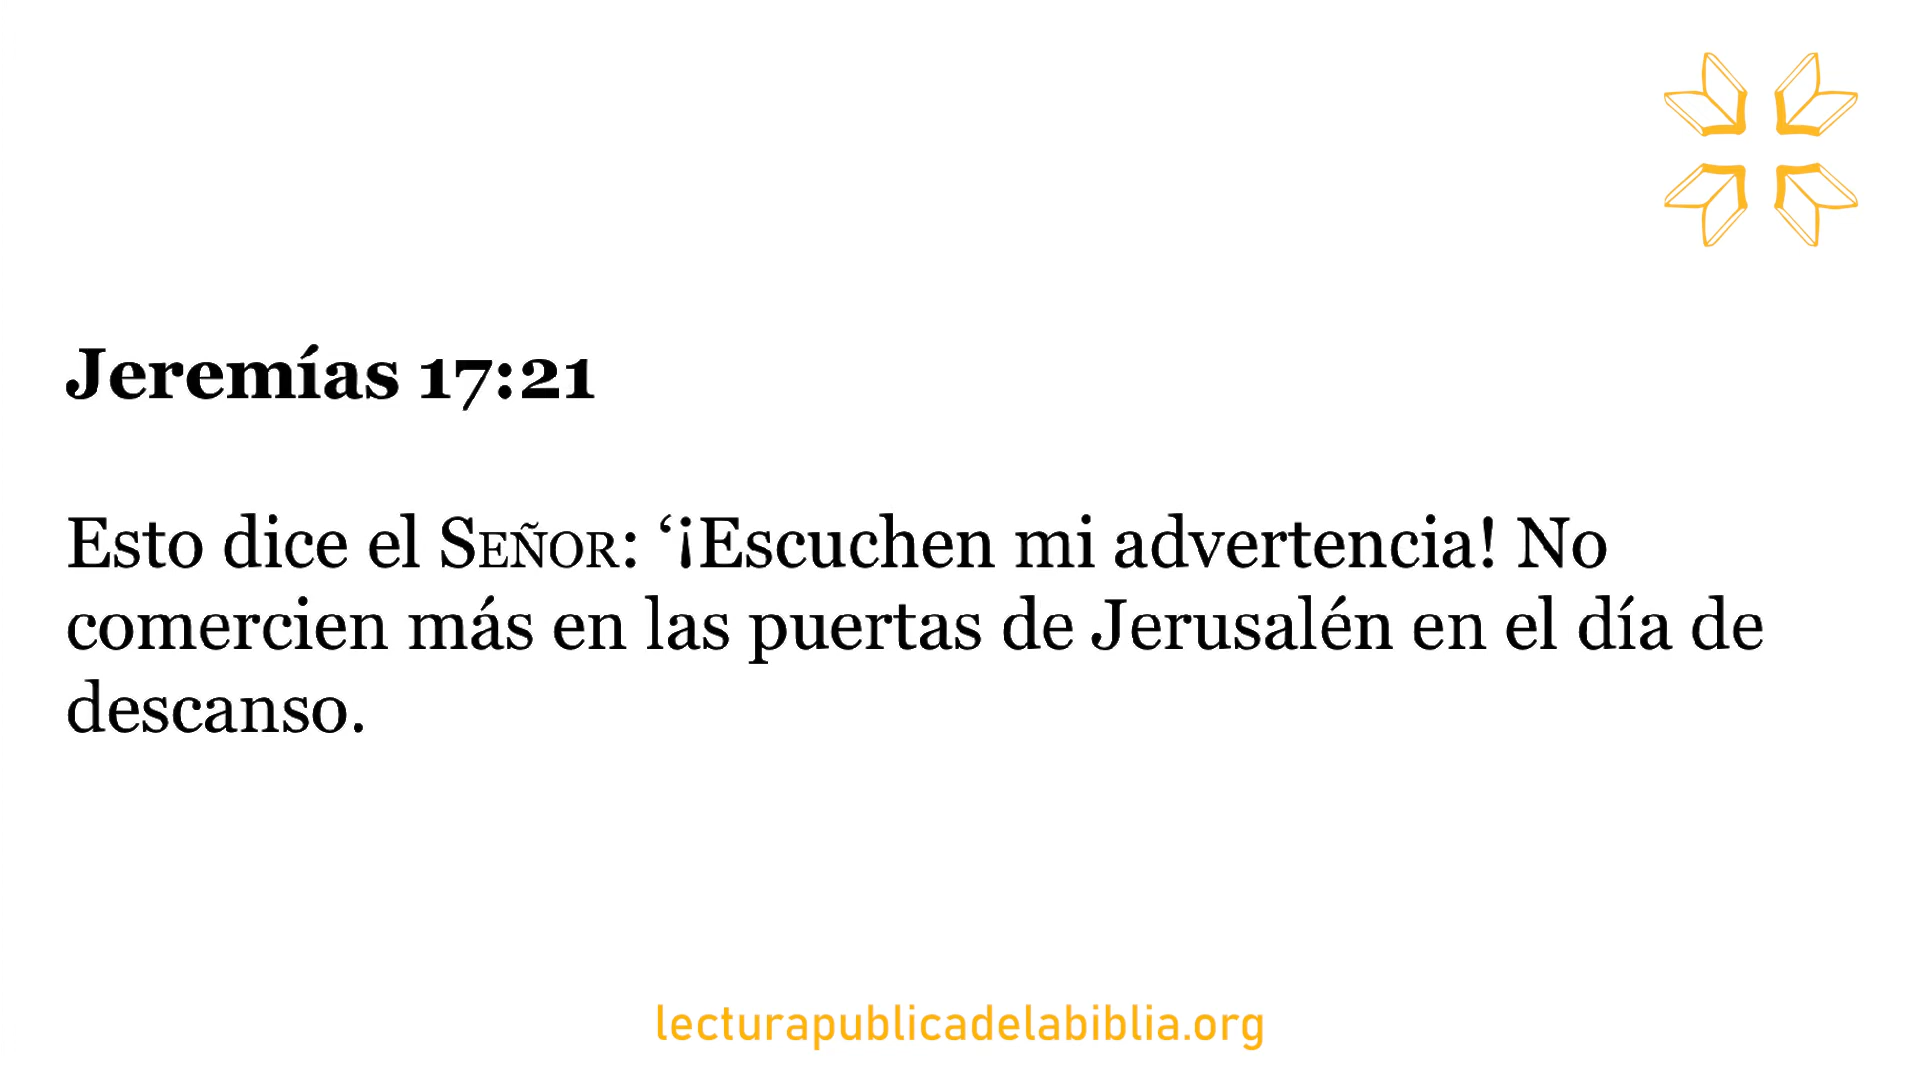 Jeremías 17:21
Esto dice el SEÑOR: ‘¡Escuchen mi advertencia! No
comercien más en las puertas de Jerusalén en el día de
descanso.
lecturapublicadelabiblia.org